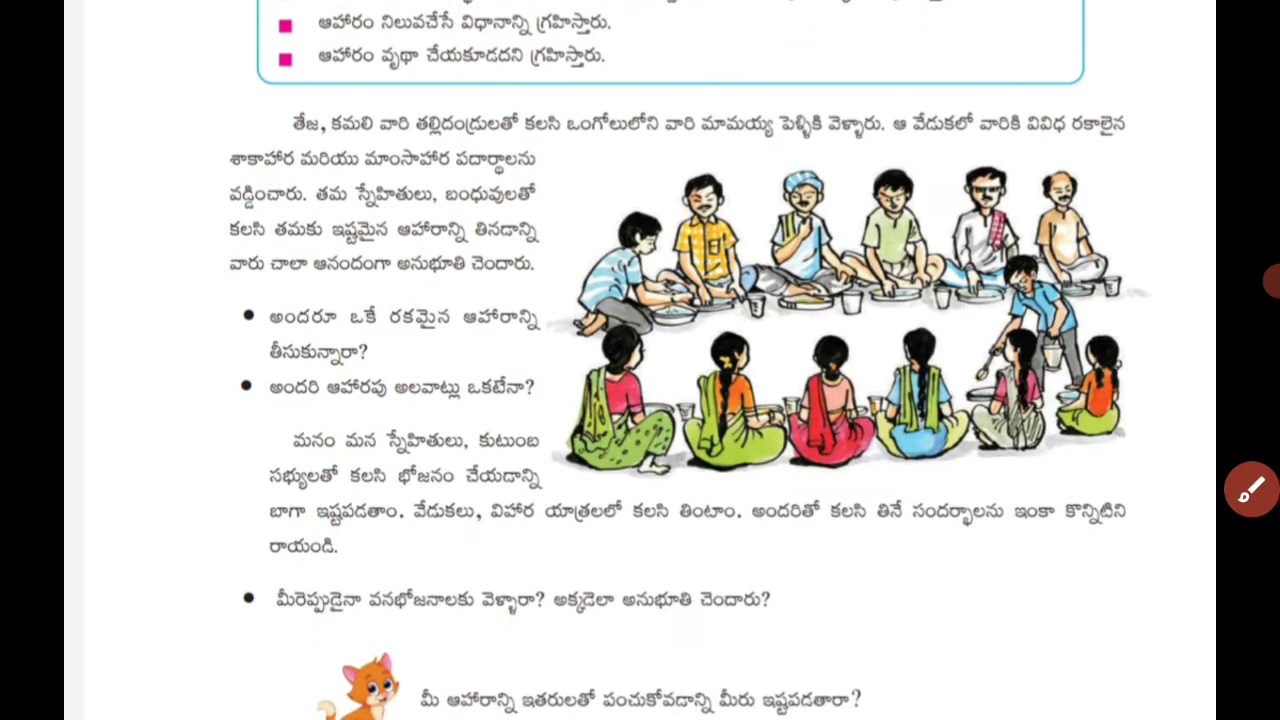 ఆహారం నిలువచేసే విధానాన్ని గ్రహిస్తారు.
ఆహారం వృథా చేయకూడదని గ్రహిస్తారు.
తేజ, కమలి వారి తల్లిదండ్రులతో కలసి ఒంగోలులోని వారి మామయ్య పెళ్ళికి వెళ్ళారు. ఆ వేడుకలో వారికి వివిధ రకాలైన
శాకాహార మరియు మాంసాహార పదార్థాలను
వడ్డించారు. తమ స్నేహితులు, బంధువులతో
కలసి తమకు ఇష్టమైన ఆహారాన్ని తినడాన్ని
వారు చాలా ఆనందంగా అనుభూతి చెందారు.
అందరూ ఒకే రకమైన ఆహారాన్ని
తీసుకున్నారా?
అందరి ఆహారపు అలవాట్లు ఒకటేనా?
మనం మన స్నేహితులు, కుటుంబ
సభ్యులతో కలసి భోజనం చేయడాన్ని
బాగా ఇష్టపడతాం. వేడుకలు, విహార యాత్రలలో కలసి తింటాం. అందరితో కలసి తినే సందర్భాలను ఇంకా కొన్నిటిని
రాయండి.
మీరెప్పుడైనా వనభోజనాలకు వెళ్ళారా? అక్కడెలా అనుభూతి చెందారు?
మీ ఆహారాన్ని ఇతరులతో పంచుకోవడాన్ని మీరు ఇష్టపడతారా?